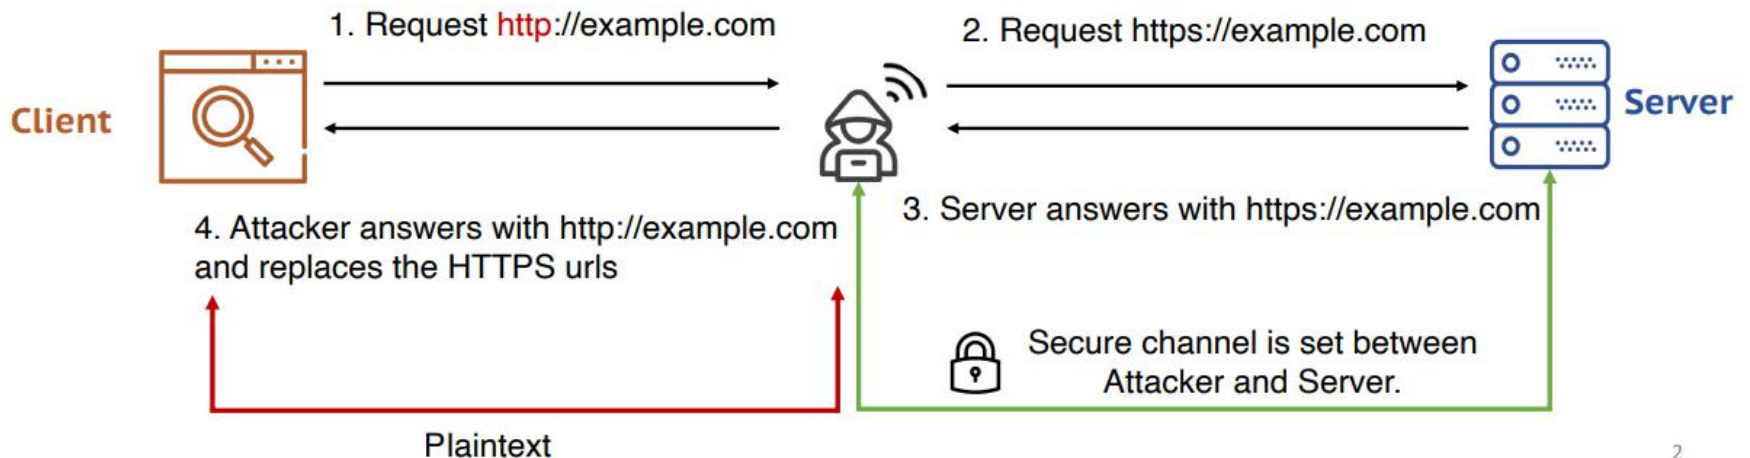 1. Request http://example.com
2. Request https://example.com
Client
Server
3. Server answers with https://example.com
4. Attacker answers with http://example.com
and replaces the HTTPS urls
Secure channel is set between
Attacker and Server.
Plaintext
2